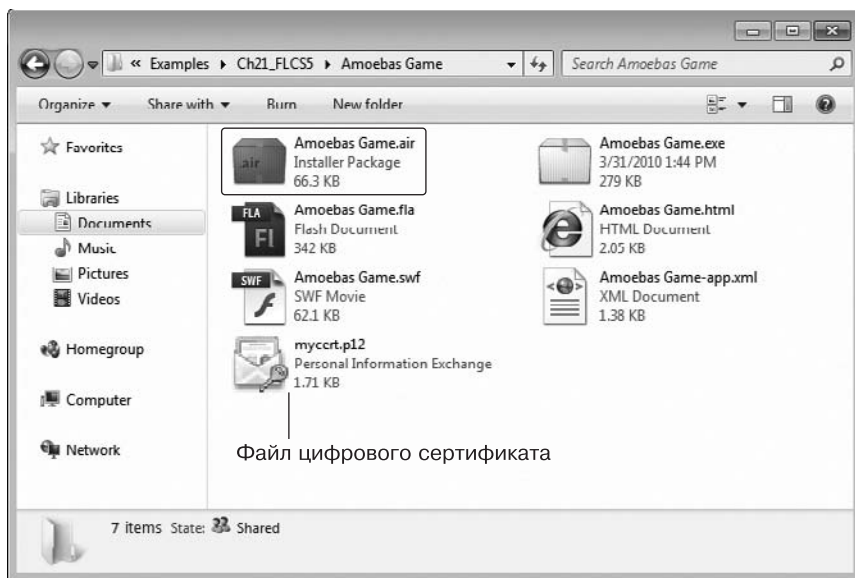 « Examples ▸ Ch21_FLCS5 ▸ Amoebas Game
Search Amoebas Game
Organize Share with Burn New folder
Favorites
Libraries
Documents
Music
Pictures
Videos
Homegroup
Computer
Network
Amoebas Game.air
Installer Package
66.3 KB
Amoebas Game.exe
3/31/2010 1:44 PM
279 KB
.air
FLA
Fl
Amoebas Game.fla
Flash Document
342 KB
Amoebas Game.html
HTML Document
2.05 KB
SWF
Amoebas Game.swf
SWF Movie
62.1 KB
Amoebas Game-app.xml
XML Document
1.38 KB
myccrt.p12
Personal Information Exchange
1.71 KB
Файл цифрового сертификата
7 items State: Shared